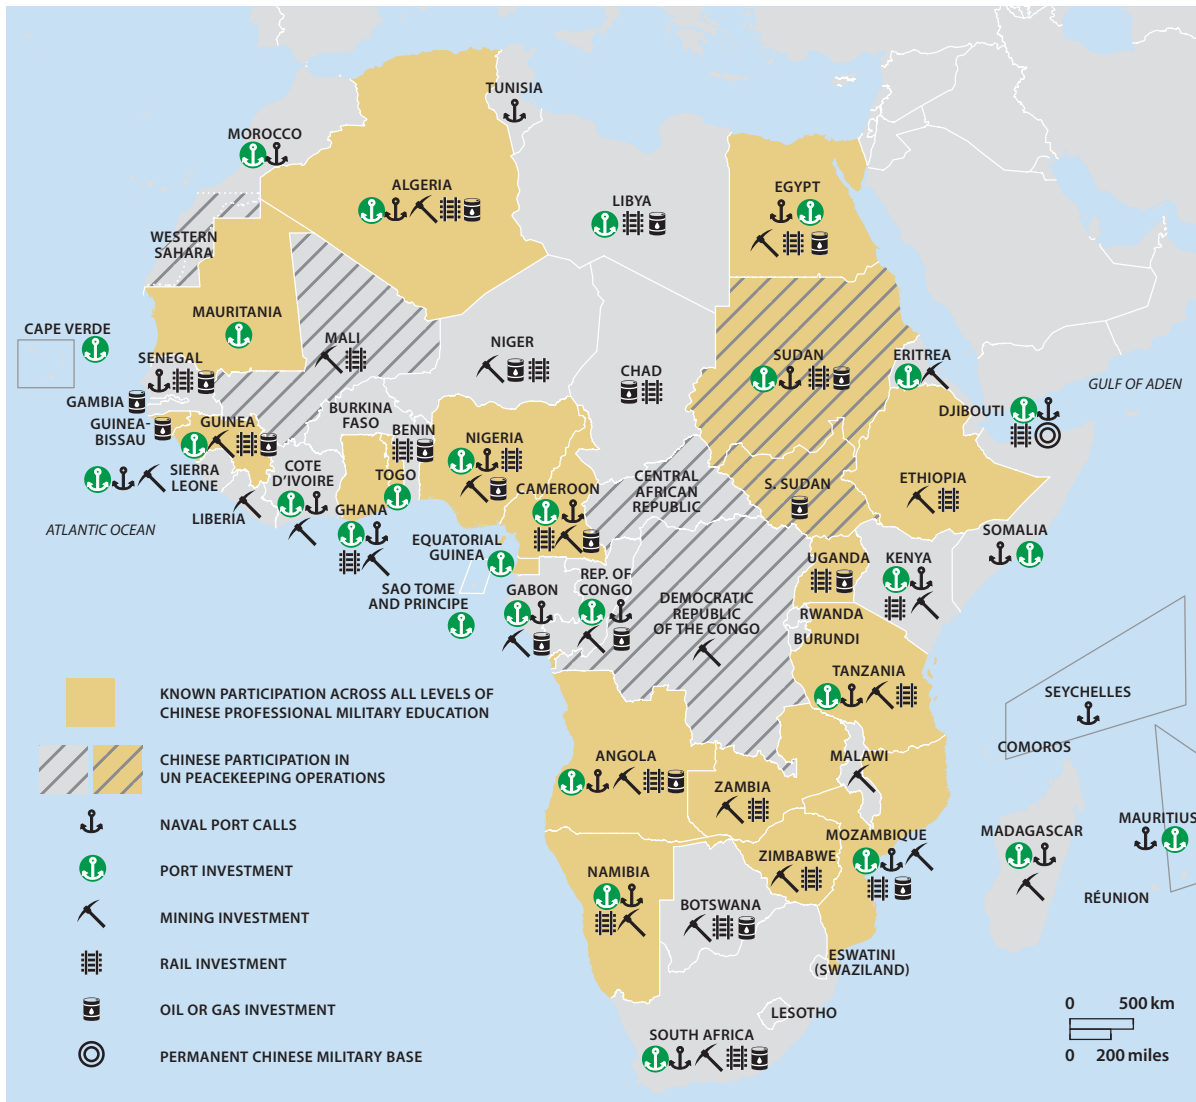 TUNISIA
MOROCCO
ALGERIA
LIBYA
EGYPT
WESTERN
SAHARA
MAURITANIA
CAPE VERDE
MALI
NIGER
CHAD
SUDAN
ERITREA
GULF OF ADEN
SENEGAL
GAMBIA
GUINEA-
BISSAU
GUINEA
BURKINA
FASO
BENIN
NIGERIA
DJIBOUTI
SIERRA
LEONE
COTE
D'IVOIRE
TOGO
CAMEROON
CENTRAL
AFRICAN
REPUBLIC
S. SUDAN
ETHIOPIA
LIBERIA
GHANA
ATLANTIC OCEAN
EQUATORIAL
GUINEA
SOMALIA
UGANDA
KENYA
SAO TOME
AND PRINCIPE
GABON
REP. OF
CONGO
DEMOCRATIC
REPUBLIC
OF THE CONGO
RWANDA
BURUNDI
TANZANIA
SEYCHELLES
COMOROS
KNOWN PARTICIPATION ACROSS ALL LEVELS OF
CHINESE PROFESSIONAL MILITARY EDUCATION
CHINESE PARTICIPATION IN
UN PEACEKEEPING OPERATIONS
NAVAL PORT CALLS
PORT INVESTMENT
MINING INVESTMENT
RAIL INVESTMENT
OIL OR GAS INVESTMENT
PERMANENT CHINESE MILITARY BASE
ANGOLA
ZAMBIA
MALAWI
MOZAMBIQUE
ZIMBABWE
NAMIBIA
BOTSWANA
MADAGASCAR
MAURITIUS
RÉUNION
ESWATINI
(SWAZILAND)
LESOTHO
SOUTH AFRICA
0 500 km
0 200 miles